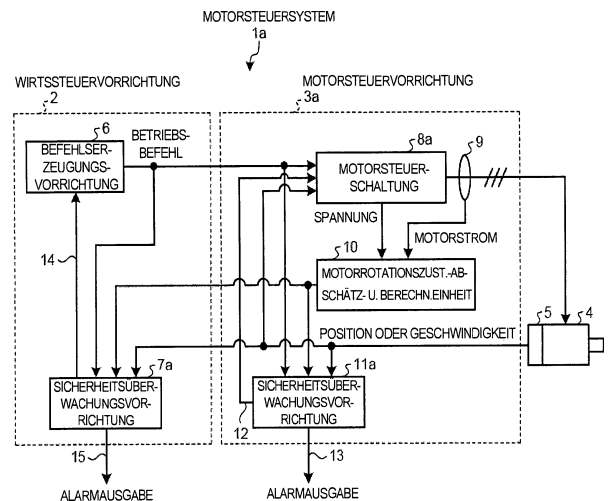 MOTORSTEUERSYSTEM
1a
WIRTSSTEUERVORRICHTUNG
2
MOTORSTEUERVORRICHTUNG
3a
6
BEFEHLSER-
ZEUGUNGS-
VORRICHTUNG
BETRIEBS-
BEFEHL
8a
MOTORSTEUER-
SCHALTUNG
9
SPANNUNG
MOTORSTROM
10
MOTORROTATIONSZUST.-AB-
SCHÄTZ- U. BERECHN.EINHEIT
14
POSITION ODER GESCHWINDIGKEIT
5
4
7a
SICHERHEITSÜBER-
WACHUNGSVOR-
RICHTUNG
11a
SICHERHEITSÜBER-
WACHUNGSVOR-
RICHTUNG
12
15
13
ALARMAUSGABE
ALARMAUSGABE